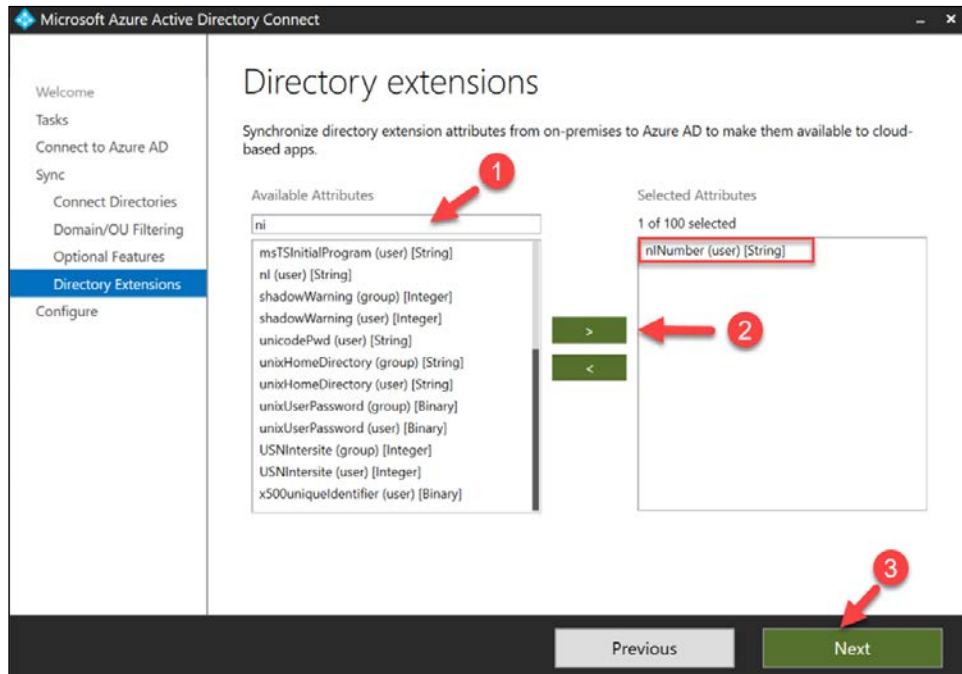 Microsoft Azure Active Directory Connect
Welcome
Tasks
Connect to Azure AD
Sync
Connect Directories
Domain/OU Filtering
Optional Features
Directory Extensions
Configure
Directory extensions
Synchronize directory extension attributes from on-premises to Azure AD to make them available to cloud-
based apps.
1
Available Attributes
ni
msTSInitialProgram (user) [String]
nI (user) [String]
shadowWarning (group) [Integer]
shadowWarning (user) [Integer]
unicodePwd (user) [String]
unixHomeDirectory (group) [String]
unixHomeDirectory (user) [String]
unixUserPassword (group) [Binary]
unixUserPassword (user) [Binary]
USNIntersite (group) [Integer]
USNIntersite (user) [Integer]
x500uniqueIdentifier (user) [Binary]
>
<
2
Selected Attributes
1 of 100 selected
nINumber (user) [String]
3
Previous
Next